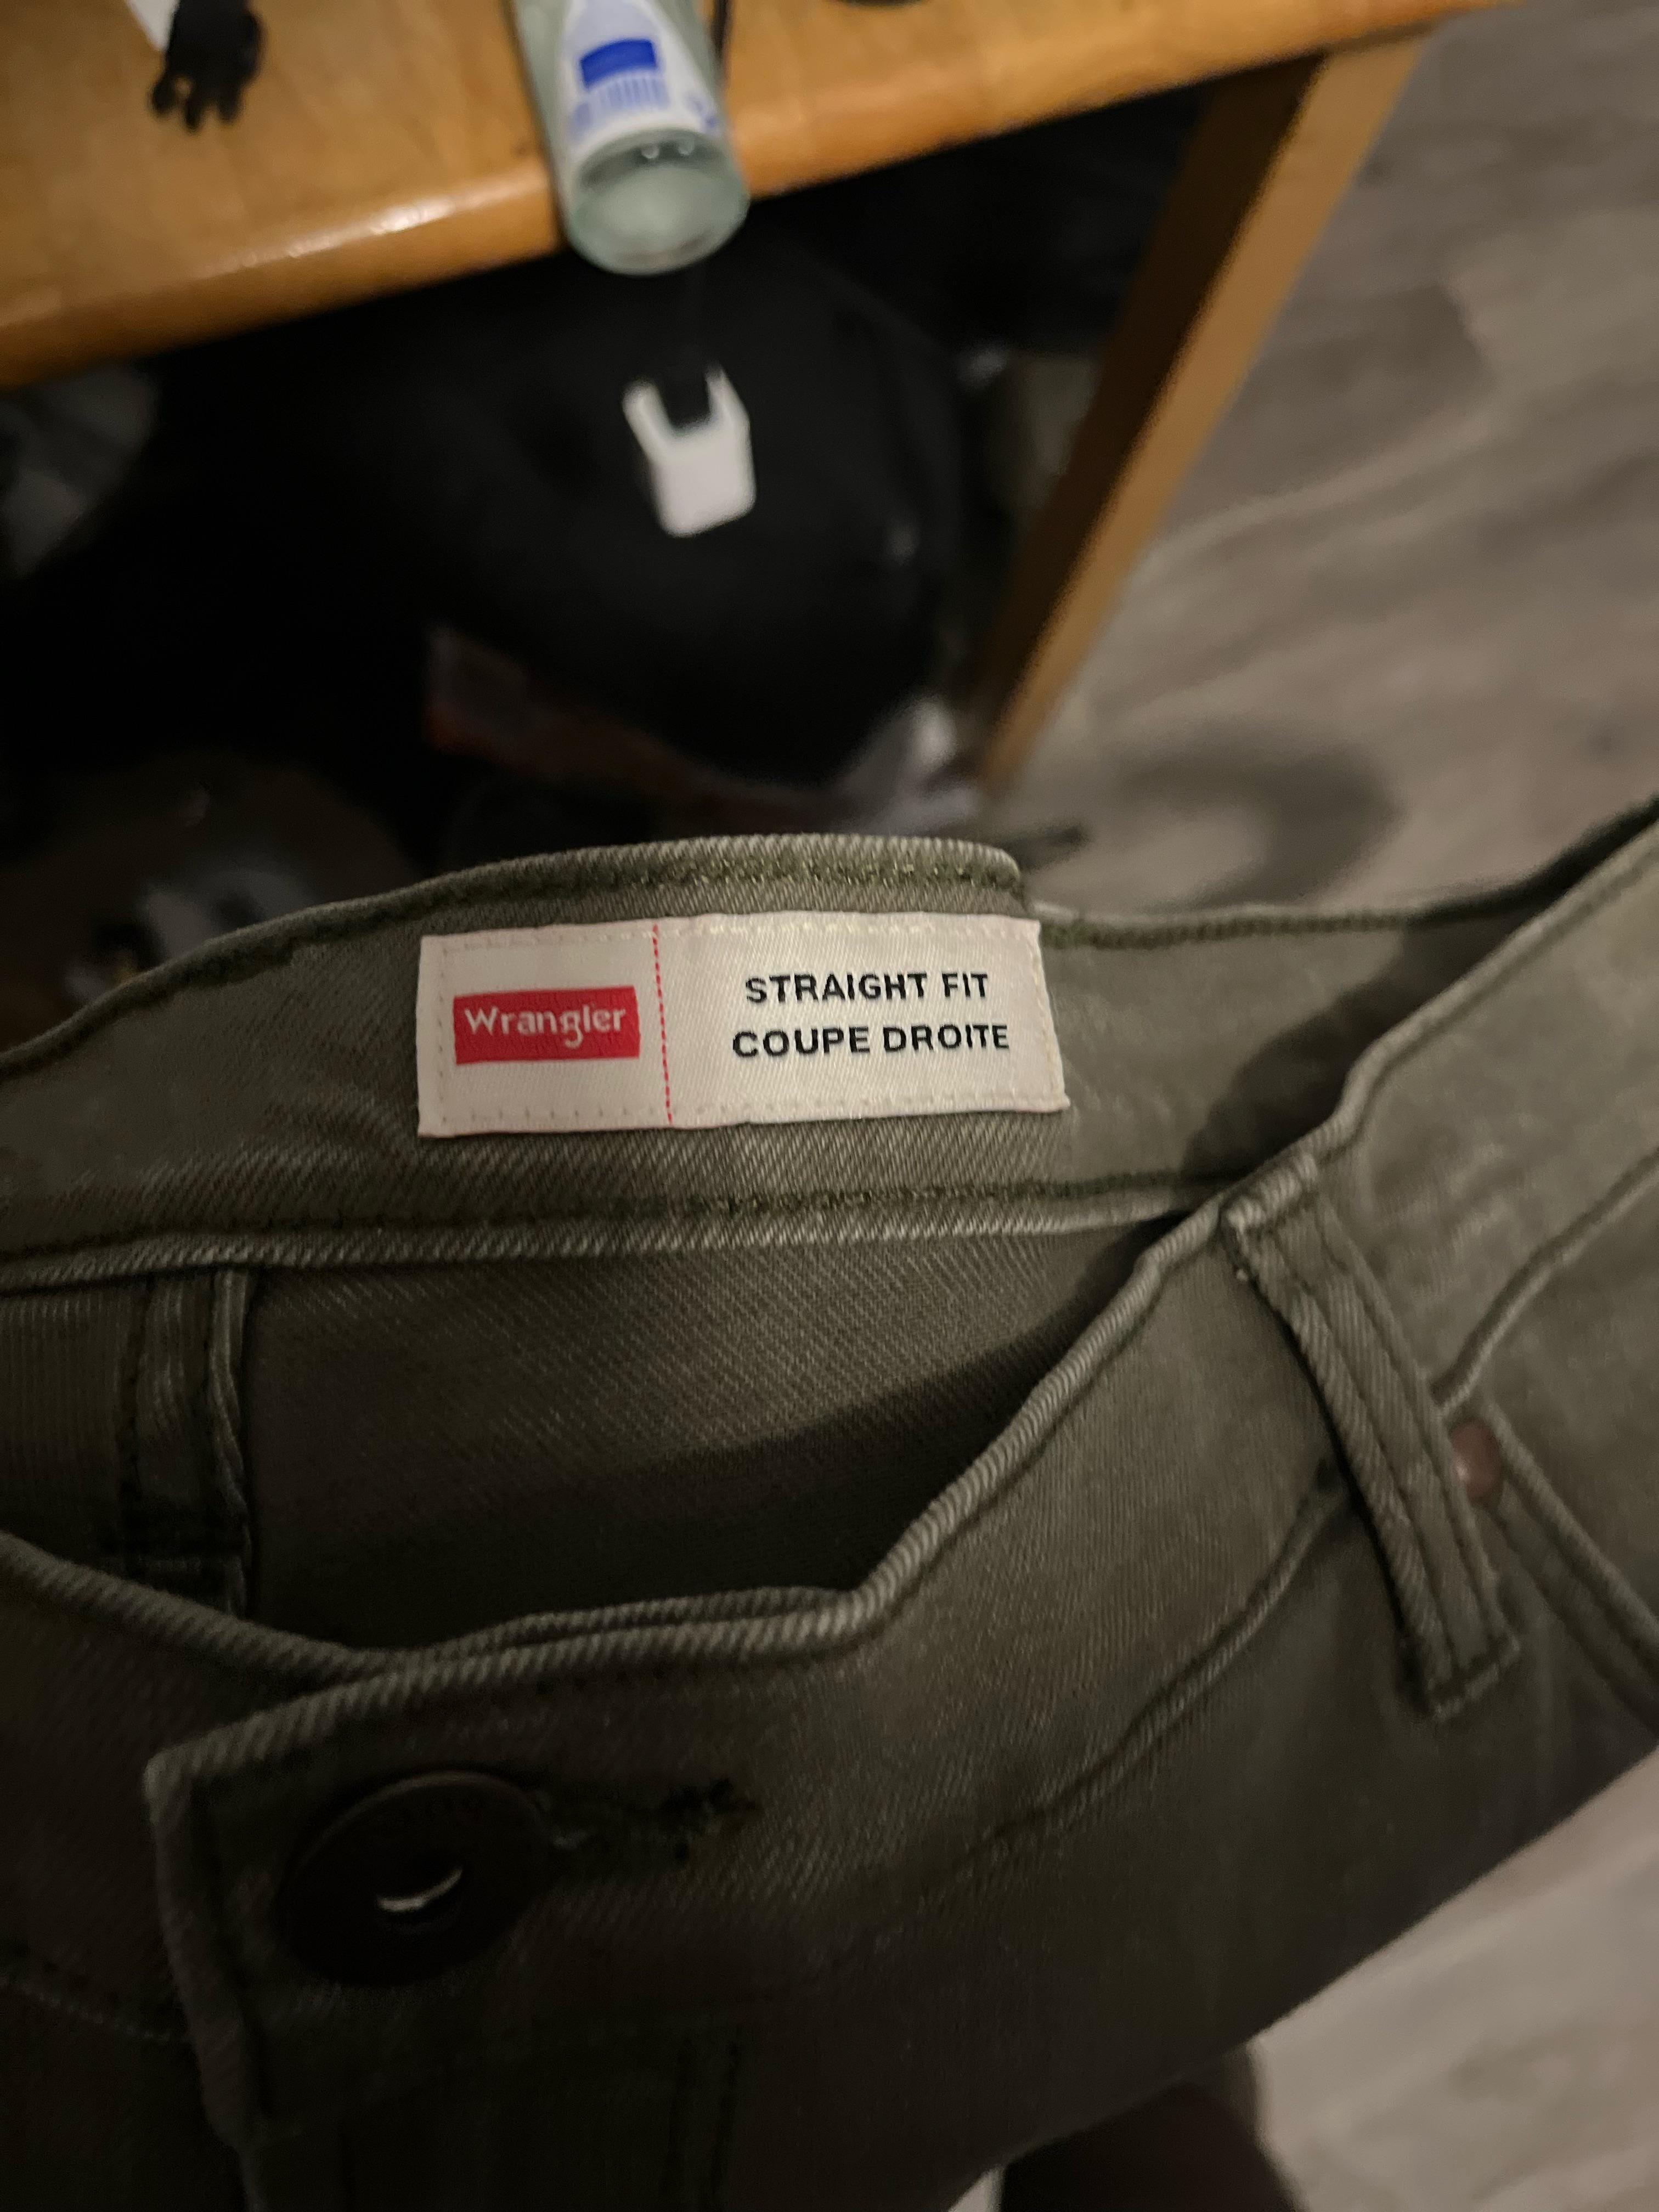 Wrangler
STRAIGHT FIT
COUPE DROITE